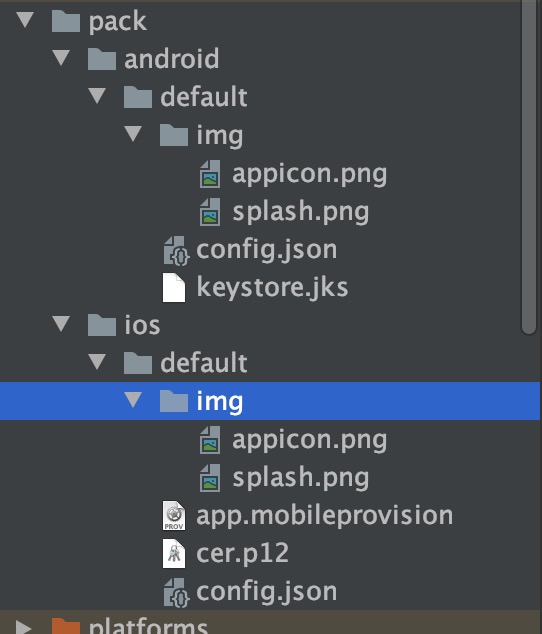 pack
android
default
img
appicon.png
splash.png
config.json
keystore.jks
ios
default
img
appicon.png
splash.png
PROV app.mobileprovision
cer.p12
config.json
platforms